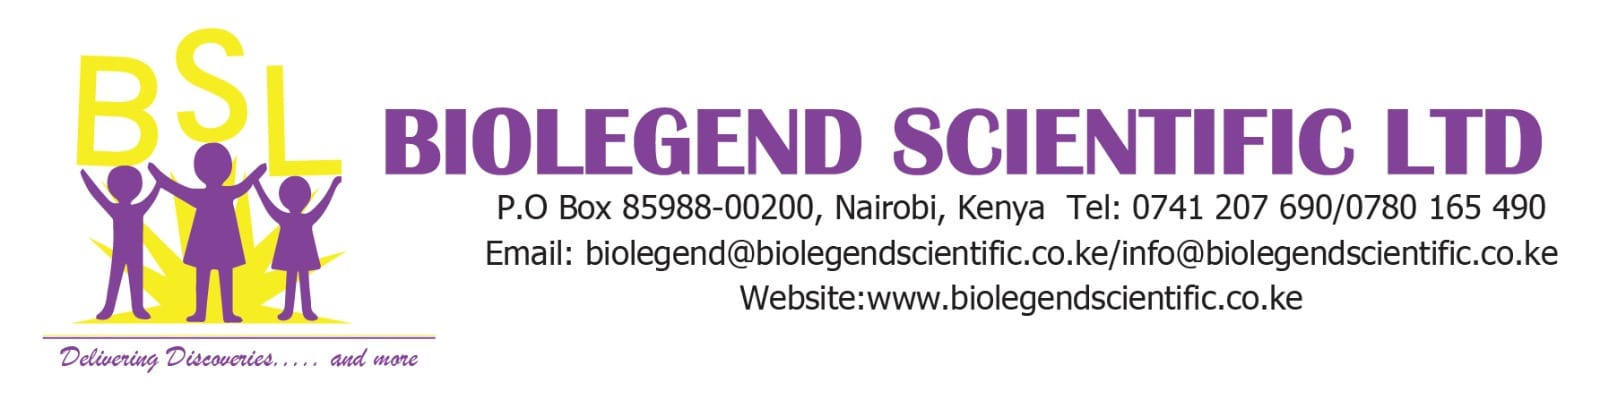 BSL
BIOLEGEND SCIENTIFIC LTD
P.O Box 85988-00200, Nairobi, Kenya  Tel: 0741 207 690/0780 165 490
Email: biolegend@biolegendscientific.co.ke/info@biolegendscientific.co.ke
Website:www.biolegendscientific.co.ke
Delivering Discoveries..... and more